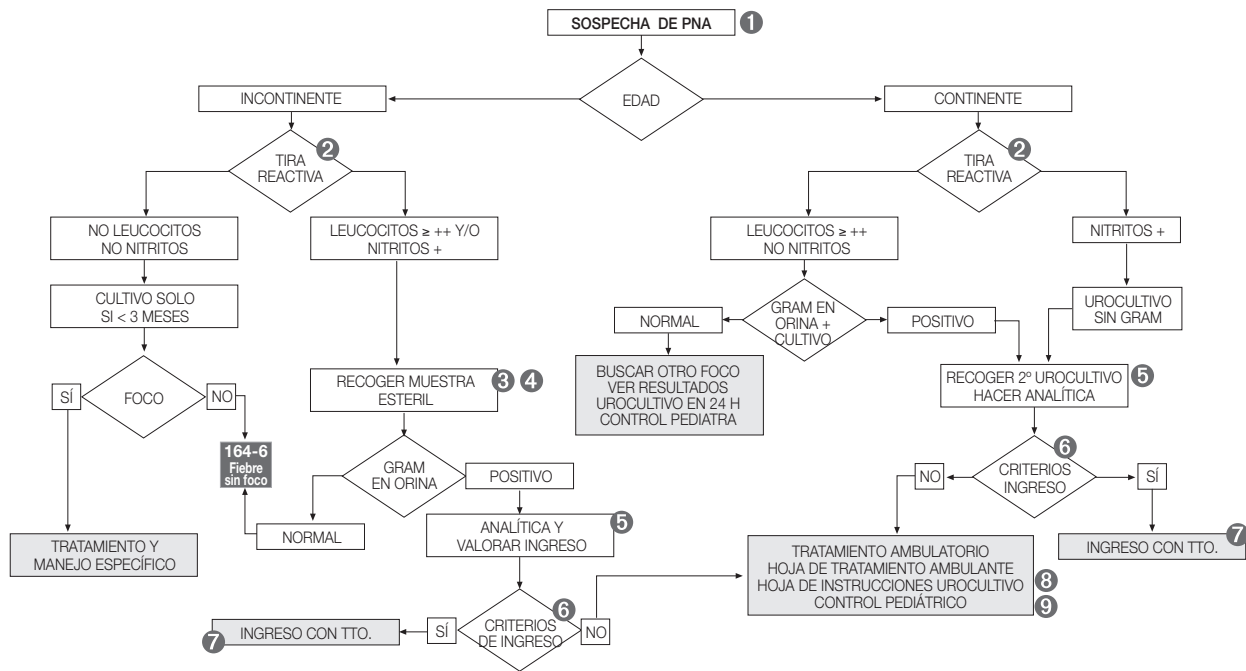 SOSPECHA DE PNA
1
INCONTINENTE
EDAD
CONTINENTE
2
TIRA
REACTIVA
2
TIRA
REACTIVA
NO LEUCOCITOS
NO NITRITOS
LEUCOCITOS ≥ ++ Y/O
NITRITOS +
LEUCOCITOS ≥ ++
NO NITRITOS
NITRITOS +
CULTIVO SOLO
SI < 3 MESES
GRAM EN
ORINA +
CULTIVO
NORMAL
POSITIVO
UROCULTIVO
SIN GRAM
SÍ
FOCO
NO
RECOGER MUESTRA
ESTERIL
3
4
BUSCAR OTRO FOCO
VER RESULTADOS
UROCULTIVO EN 24 H
CONTROL PEDIATRA
RECOGER 2º UROCULTIVO
HACER ANALÍTICA
5
164-6
Fiebre
sin foco
GRAM
EN ORINA
POSITIVO
NORMAL
6
CRITERIOS
INGRESO
NO
SÍ
ANALÍTICA Y
VALORAR INGRESO
5
TRATAMIENTO Y
MANEJO ESPECÍFICO
TRATAMIENTO AMBULATORIO
HOJA DE TRATAMIENTO AMBULANTE
HOJA DE INSTRUCCIONES UROCULTIVO
CONTROL PEDIÁTRICO
8
9
INGRESO CON TTO.
7
6
CRITERIOS
DE INGRESO
SÍ
NO
7
INGRESO CON TTO.